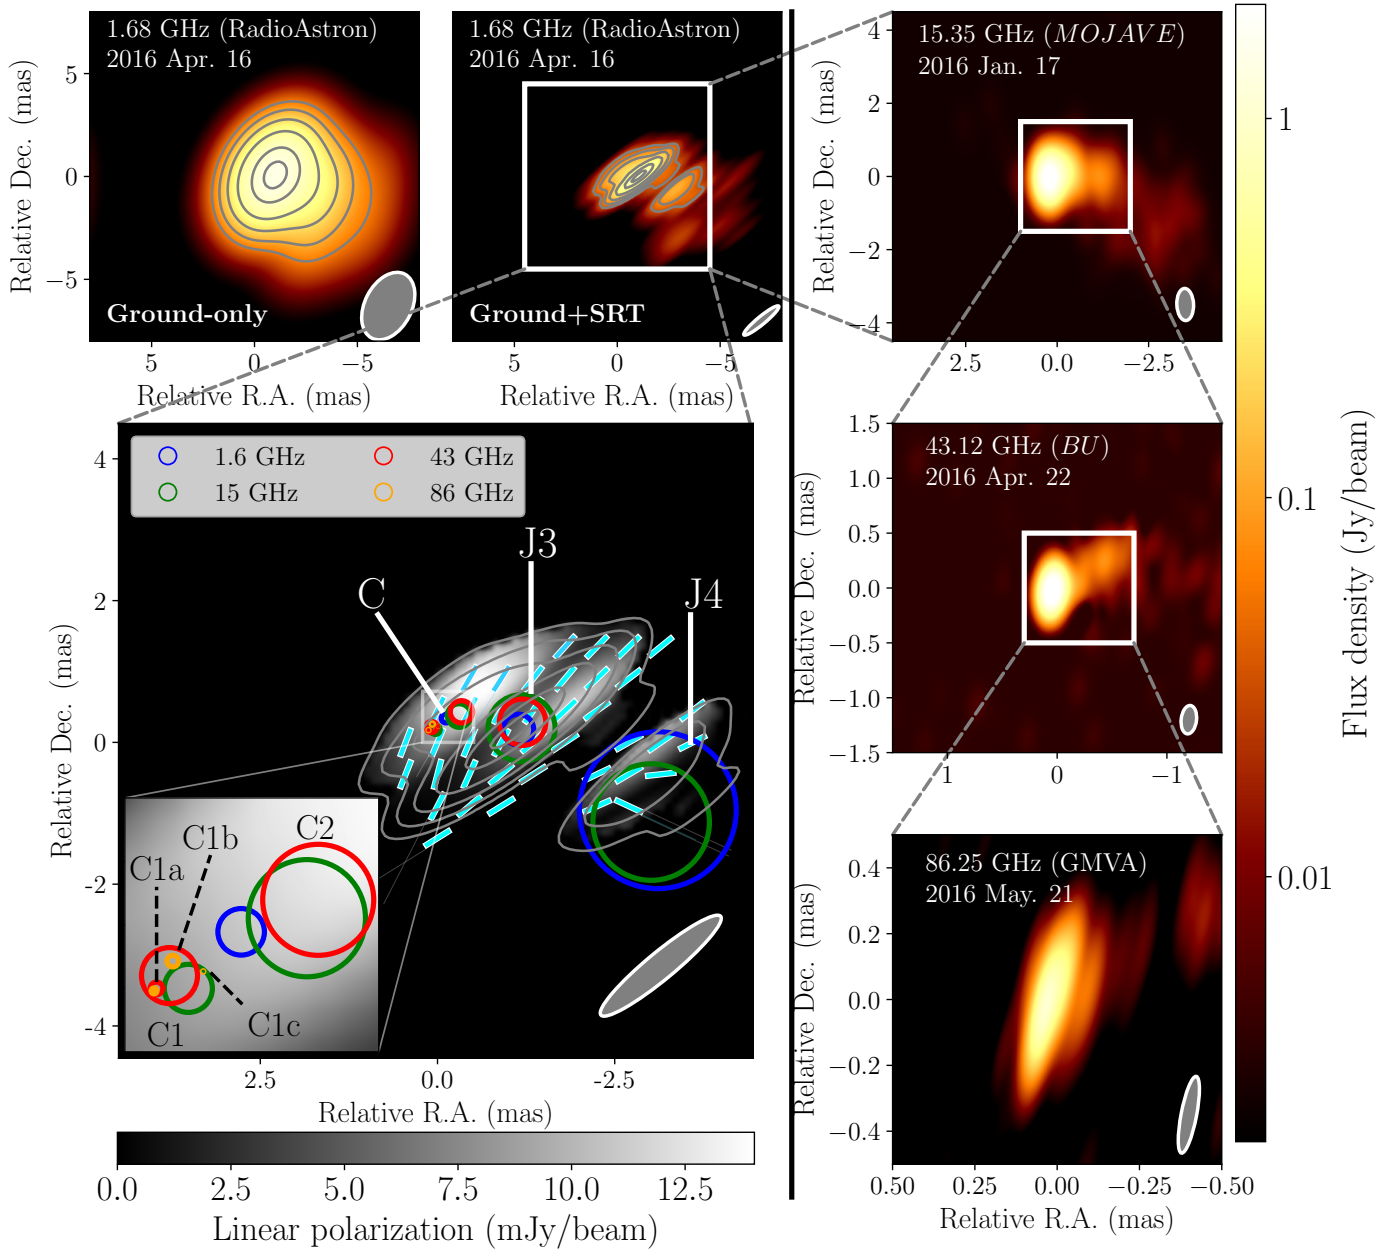 1.68 GHz (RadioAstron)
2016 Apr. 16
Ground-only
5
0
−5
Relative Dec. (mas)
5
0
−5
Relative R.A. (mas)
1.68 GHz (RadioAstron)
2016 Apr. 16
Ground+SRT
5
0
−5
Relative R.A. (mas)
15.35 GHz (MOJAVE)
2016 Jan. 17
4
2
0
−2
−4
Relative Dec. (mas)
2.5
0.0
−2.5
1.6 GHz
43 GHz
15 GHz
86 GHz
J3
C
J4
C2
C1b
C1a
C1
C1c
4
2
0
-2
-4
Relative Dec. (mas)
2.5
0.0
-2.5
Relative R.A. (mas)
0.0
2.5
5.0
7.5
10.0
12.5
Linear polarization (mJy/beam)
43.12 GHz (BU)
2016 Apr. 22
1.5
1.0
0.5
0.0
−0.5
−1.0
−1.5
Relative Dec. (mas)
1
0
−1
86.25 GHz (GMVA)
2016 May. 21
0.4
0.2
0.0
−0.2
−0.4
Relative Dec. (mas)
0.50
0.25
0.00
−0.25
−0.50
Relative R.A. (mas)
1
0.1
0.01
Flux density (Jy/beam)